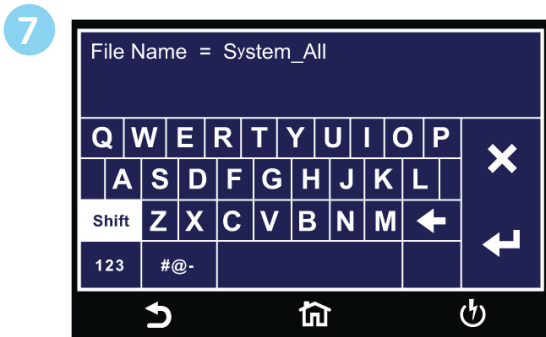 7
File Name = System_All
Q W E R T Y U I O P
A S D F G H J K L
Shift Z X C V B N M
123 #@-